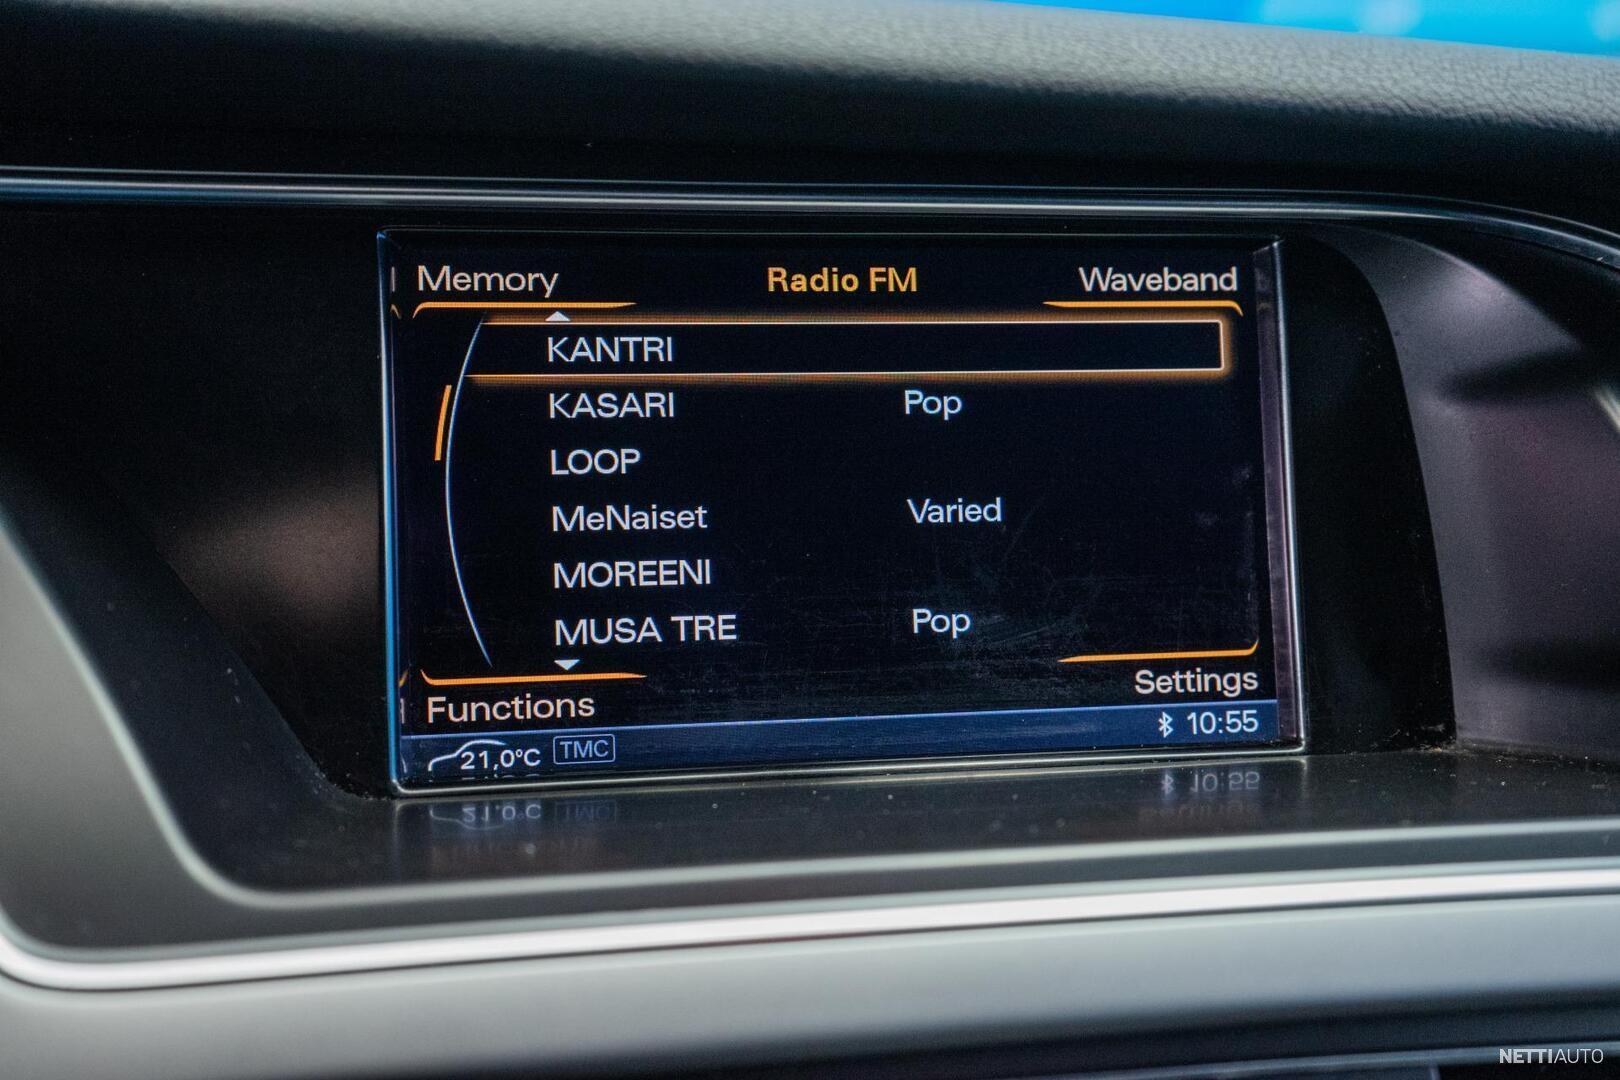 Memory Radio FM Waveband
KANTRI
KASARI Pop
LOOP
MeNaiset Varied
MOREENI
MUSA TRE Pop
Functions Settings
21,0°C TMC 10:55
NETTIAUTO